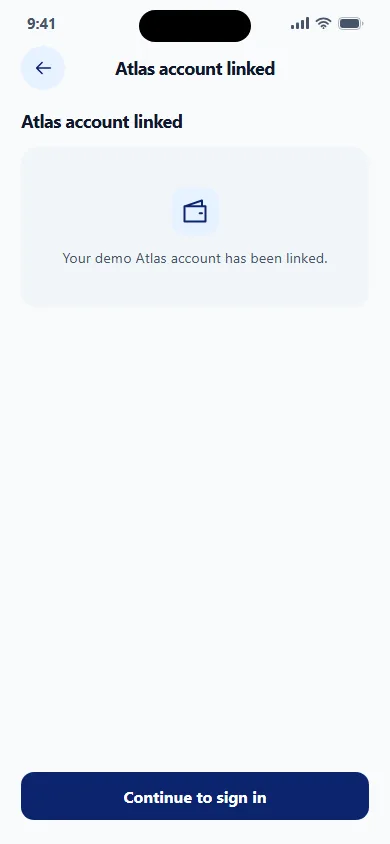 9:41
Atlas account linked
Atlas account linked
Your demo Atlas account has been linked.
Continue to sign in